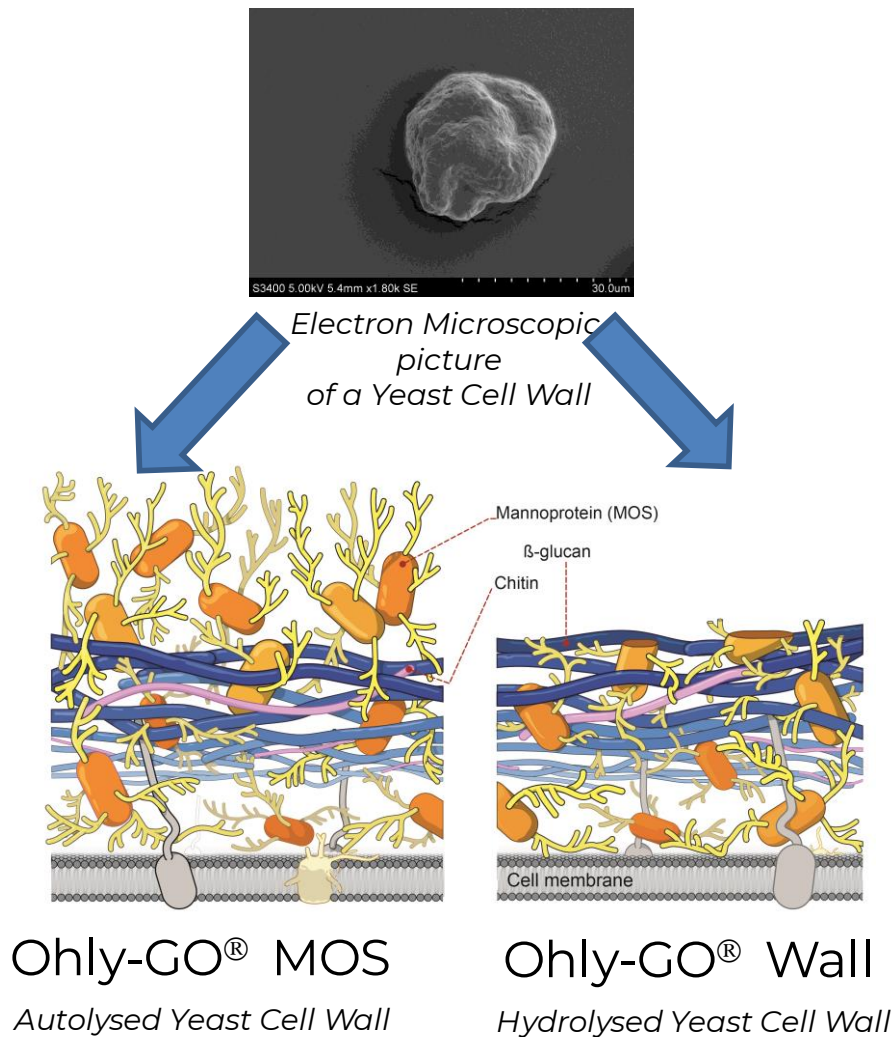 S3400 5.00kV 5.4mm x1.80k SE 30.0um
Electron Microscopic
picture
of a Yeast Cell Wall
Mannoprotein (MOS)
ß-glucan
Chitin
Cell membrane
Ohly-GO® MOS
Autolysed Yeast Cell Wall
Ohly-GO® Wall
Hydrolysed Yeast Cell Wall